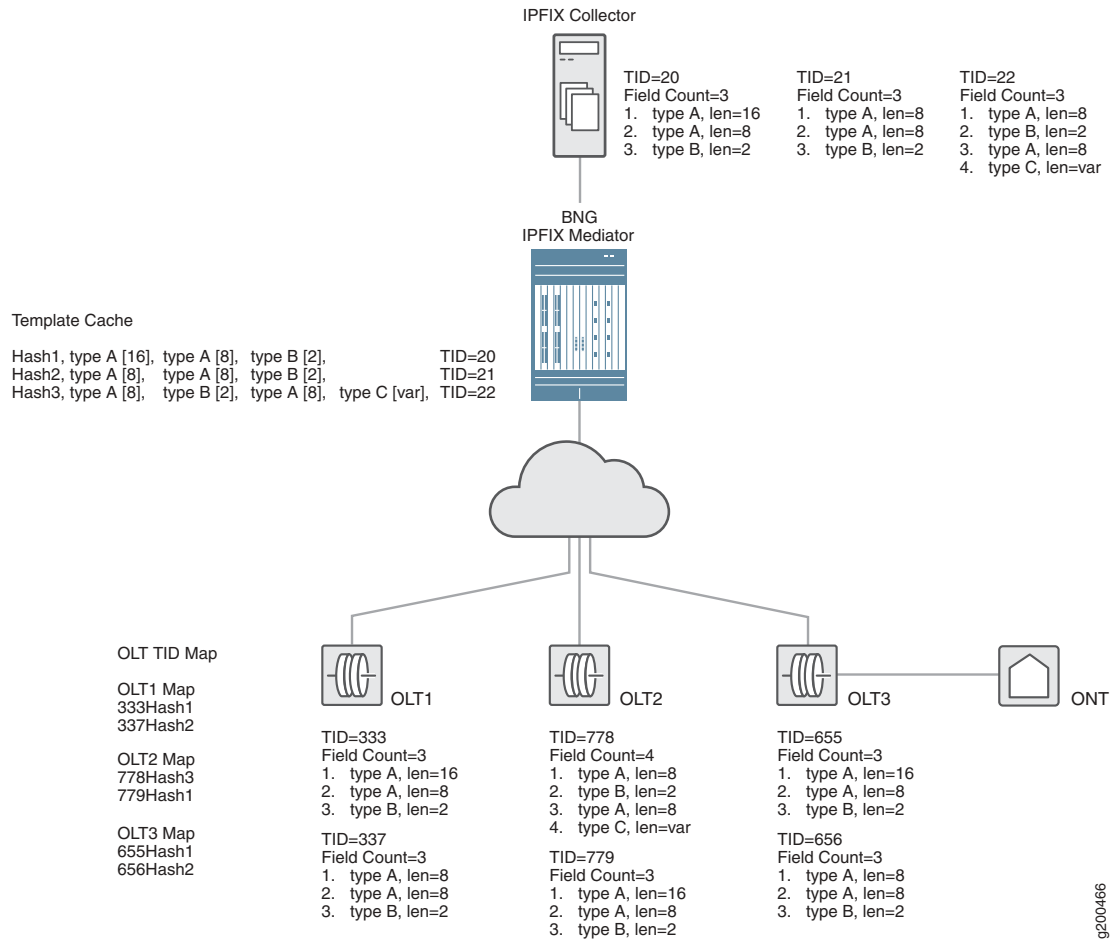 IPFIX Collector
TID=20
Field Count=3
1. type A, len=16
2. type A, len=8
3. type B, len=2
TID=21
Field Count=3
1. type A, len=8
2. type A, len=8
3. type B, len=2
TID=22
Field Count=3
1. type A, len=8
2. type B, len=2
3. type A, len=8
4. type C, len=var
BNG
IPFIX Mediator
Template Cache
Hash1, type A [16], type A [8], type B [2], TID=20
Hash2, type A [8], type A [8], type B [2], TID=21
Hash3, type A [8], type B [2], type A [8], type C [var], TID=22
OLT TID Map
OLT1 Map
333Hash1
337Hash2
OLT2 Map
778Hash3
779Hash1
OLT3 Map
655Hash1
656Hash2
OLT1
TID=333
Field Count=3
1. type A, len=16
2. type A, len=8
3. type B, len=2
TID=337
Field Count=3
1. type A, len=8
2. type A, len=8
3. type B, len=2
OLT2
TID=778
Field Count=4
1. type A, len=8
2. type B, len=2
3. type A, len=8
4. type C, len=var
TID=779
Field Count=3
1. type A, len=16
2. type A, len=8
3. type B, len=2
OLT3
TID=655
Field Count=3
1. type A, len=16
2. type A, len=8
3. type B, len=2
TID=656
Field Count=3
1. type A, len=8
2. type A, len=8
3. type B, len=2
ONT
g200466